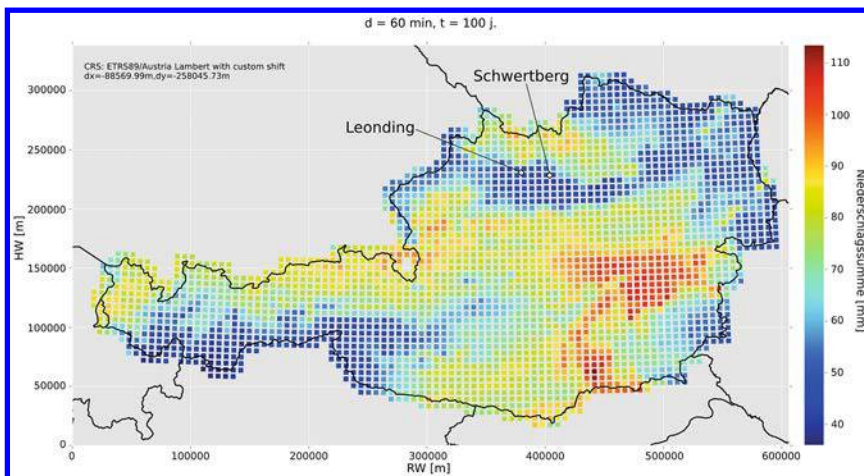 d = 60 min, t = 100 j.
CRS: ETRS89/Austria Lambert with custom shift
dx=-88569.99m,dy=-258045.73m
Schwertberg
Leonding
300000
250000
200000
150000
100000
50000
0
HW [m]
0
100000
200000
300000
400000
500000
600000
RW [m]
110
100
90
80
70
60
50
40
Niederschlagssumme [mm]